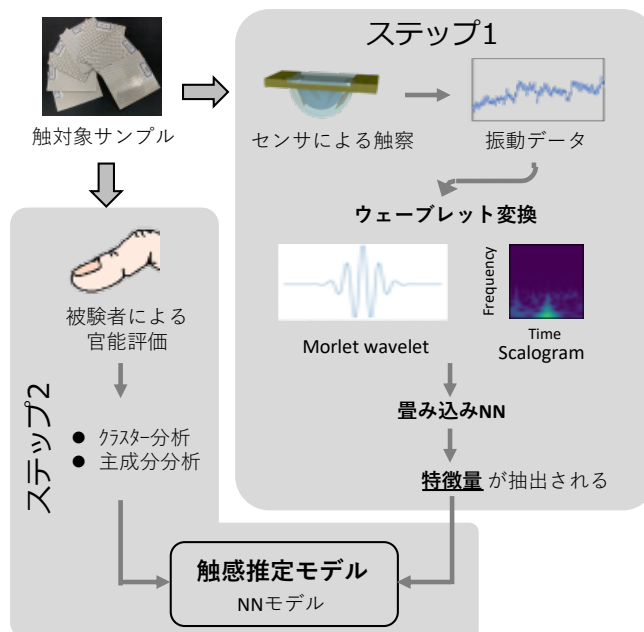 ステップ1
触対象サンプル
センサによる触察
振動データ
ウェーブレット変換
Frequency
Time
Morlet wavelet
Scalogram
畳み込みNN
特徴量 が抽出される
ステップ2
被験者による
官能評価
● クラスター分析
● 主成分分析
触感推定モデル
NNモデル